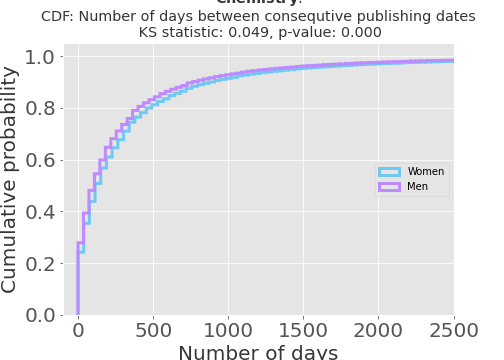 Chemistry.
CDF: Number of days between consequtive publishing dates
KS statistic: 0.049, p-value: 0.000
1.0
0.8
0.6
0.4
0.2
0.0
Cumulative probability
Women
Men
0 500 1000 1500 2000 2500
Number of days